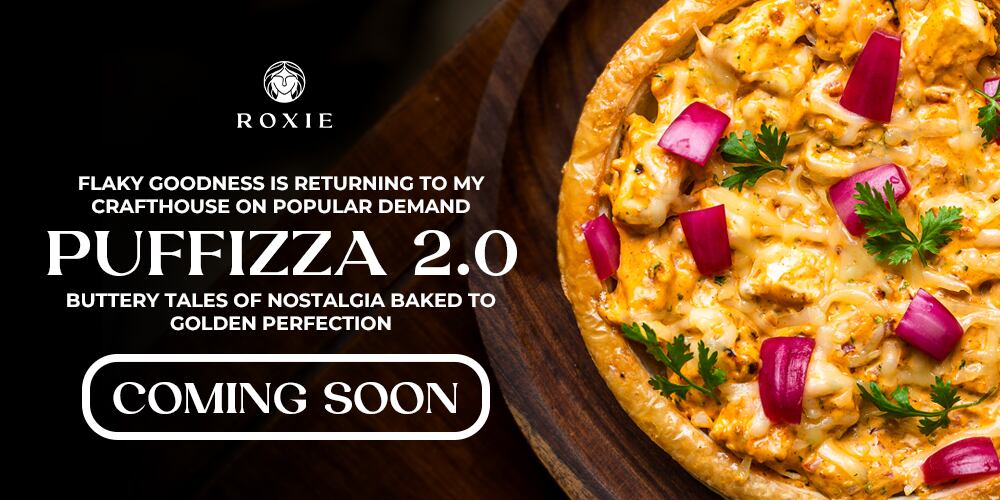 ROXIE
FLAKY GOODNESS IS RETURNING TO MY
CRAFTHOUSE ON POPULAR DEMAND
PUFFIZZA 2.0
BUTTERY TALES OF NOSTALGIA BAKED TO
GOLDEN PERFECTION
COMING SOON